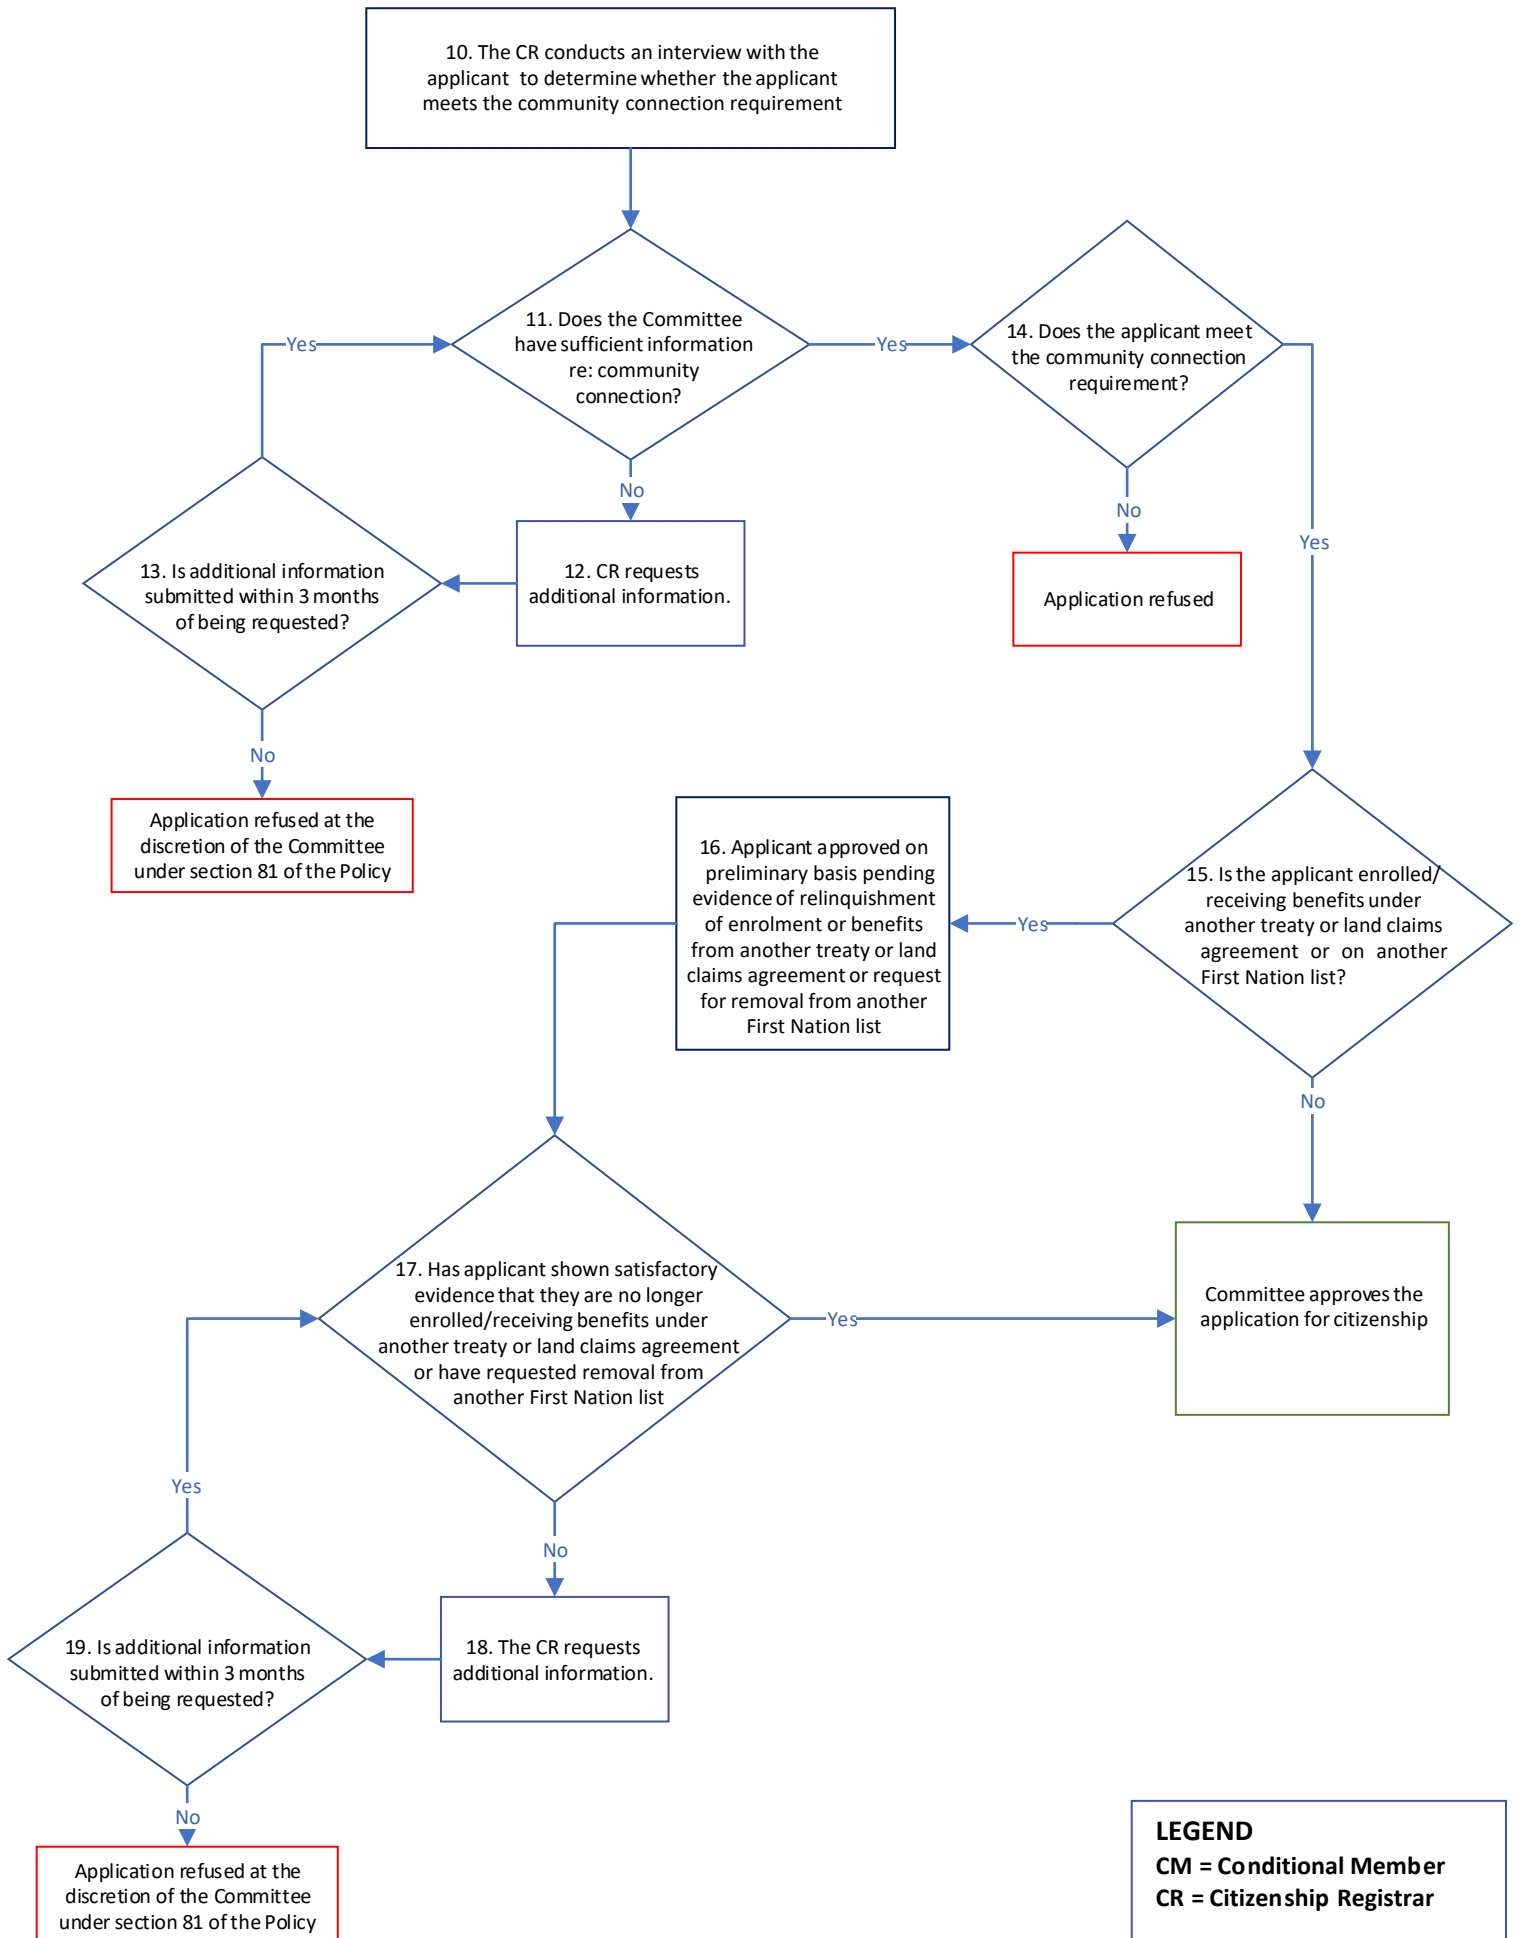 10. The CR conducts an interview with the
applicant to determine whether the applicant
meets the community connection requirement
11. Does the Committee
have sufficient information
re: community
connection?
Yes
Yes
14. Does the applicant meet
the community connection
requirement?
No
No
Yes
13. Is additional information
submitted within 3 months
of being requested?
12. CR requests
additional information.
Application refused
No
Application refused at the
discretion of the Committee
under section 81 of the Policy
16. Applicant approved on
preliminary basis pending
evidence of relinquishment
of enrolment or benefits
from another treaty or land
claims agreement or request
for removal from another
First Nation list
Yes
15. Is the applicant enrolled/
receiving benefits under
another treaty or land claims
agreement or on another
First Nation list?
No
17. Has applicant shown satisfactory
evidence that they are no longer
enrolled/receiving benefits under
another treaty or land claims agreement
or have requested removal from
another First Nation list
Yes
Committee approves the
application for citizenship
Yes
No
19. Is additional information
submitted within 3 months
of being requested?
18. The CR requests
additional information.
No
Application refused at the
discretion of the Committee
under section 81 of the Policy
LEGEND
CM = Conditional Member
CR = Citizenship Registrar